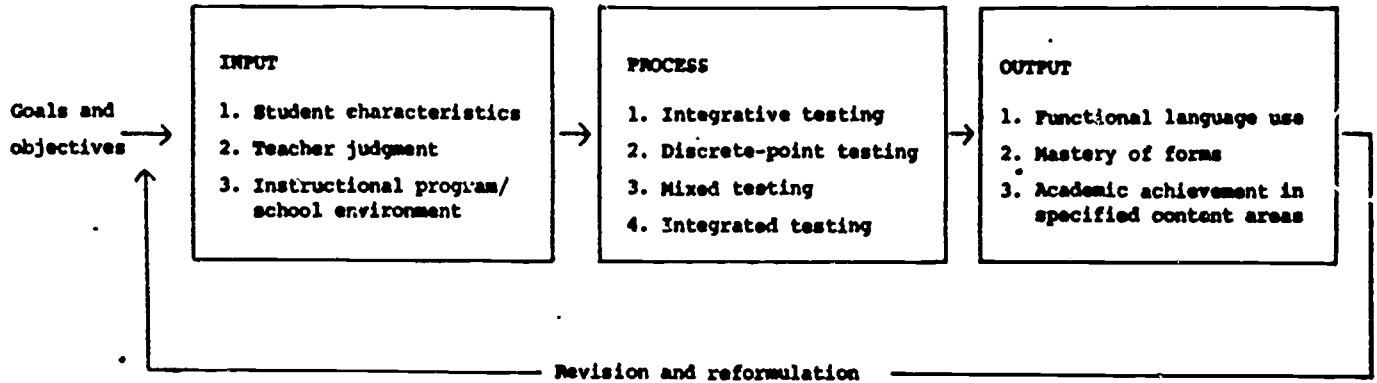 Goals and
objectives
INPUT
1. Student characteristics
2. Teacher judgment
3. Instructional program/
school environment
PROCESS
1. Integrative testing
2. Discrete-point testing
3. Mixed testing
4. Integrated testing
OUTPUT
1. Functional language use
2. Mastery of forms
3. Academic achievement in
specified content areas
Revision and reformulation